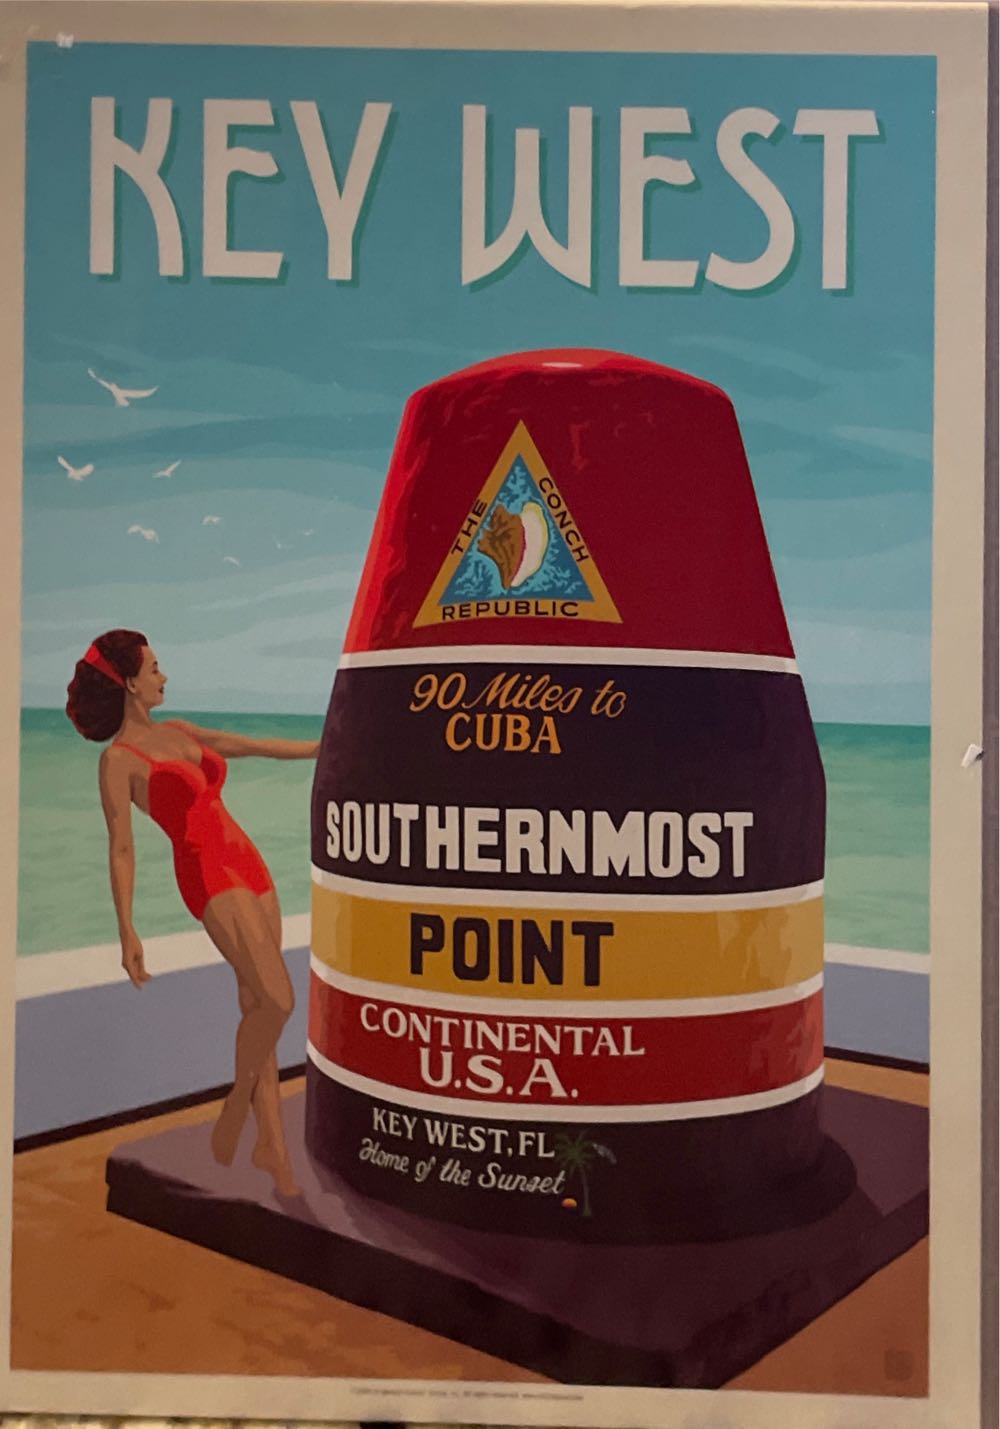 KEY WEST
THE CONCH
REPUBLIC
90 Miles to
CUBA
SOUTHERNMOST
POINT
CONTINENTAL
U.S.A.
KEY WEST, FL
Home of the Sunset